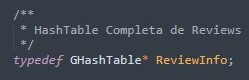 /**
 * HashTable Completa de Reviews
 */
typedef GHashTable* ReviewInfo;